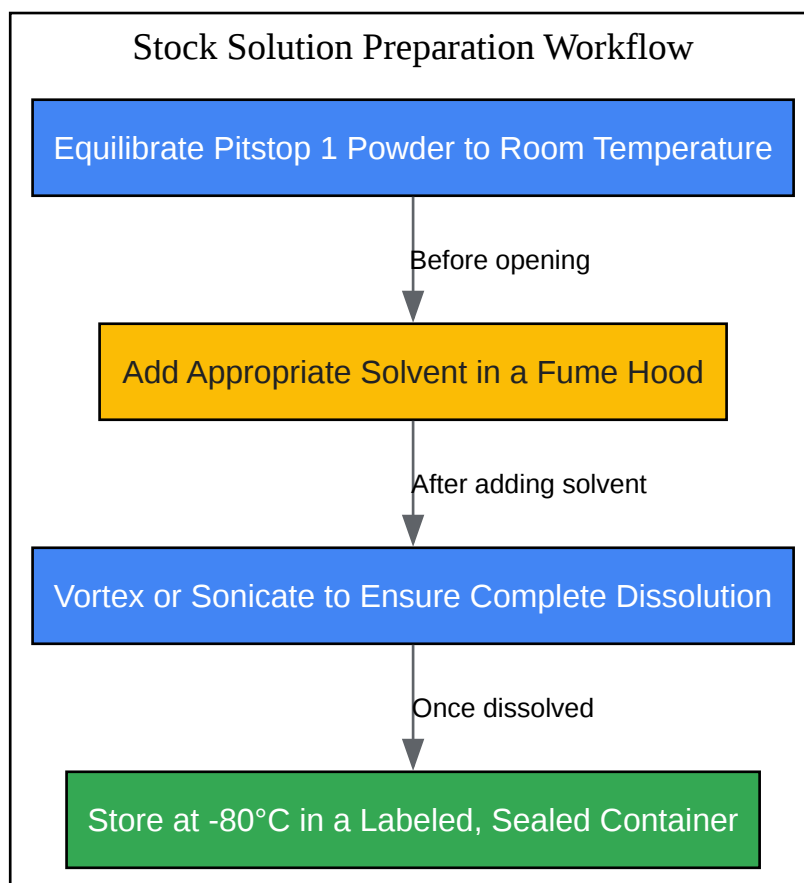 Stock Solution Preparation Workflow
Equilibrate Pitstop 1 Powder to Room Temperature
Before opening
Add Appropriate Solvent in a Fume Hood
After adding solvent
Vortex or Sonicate to Ensure Complete Dissolution
Once dissolved
Store at -80°C in a Labeled, Sealed Container